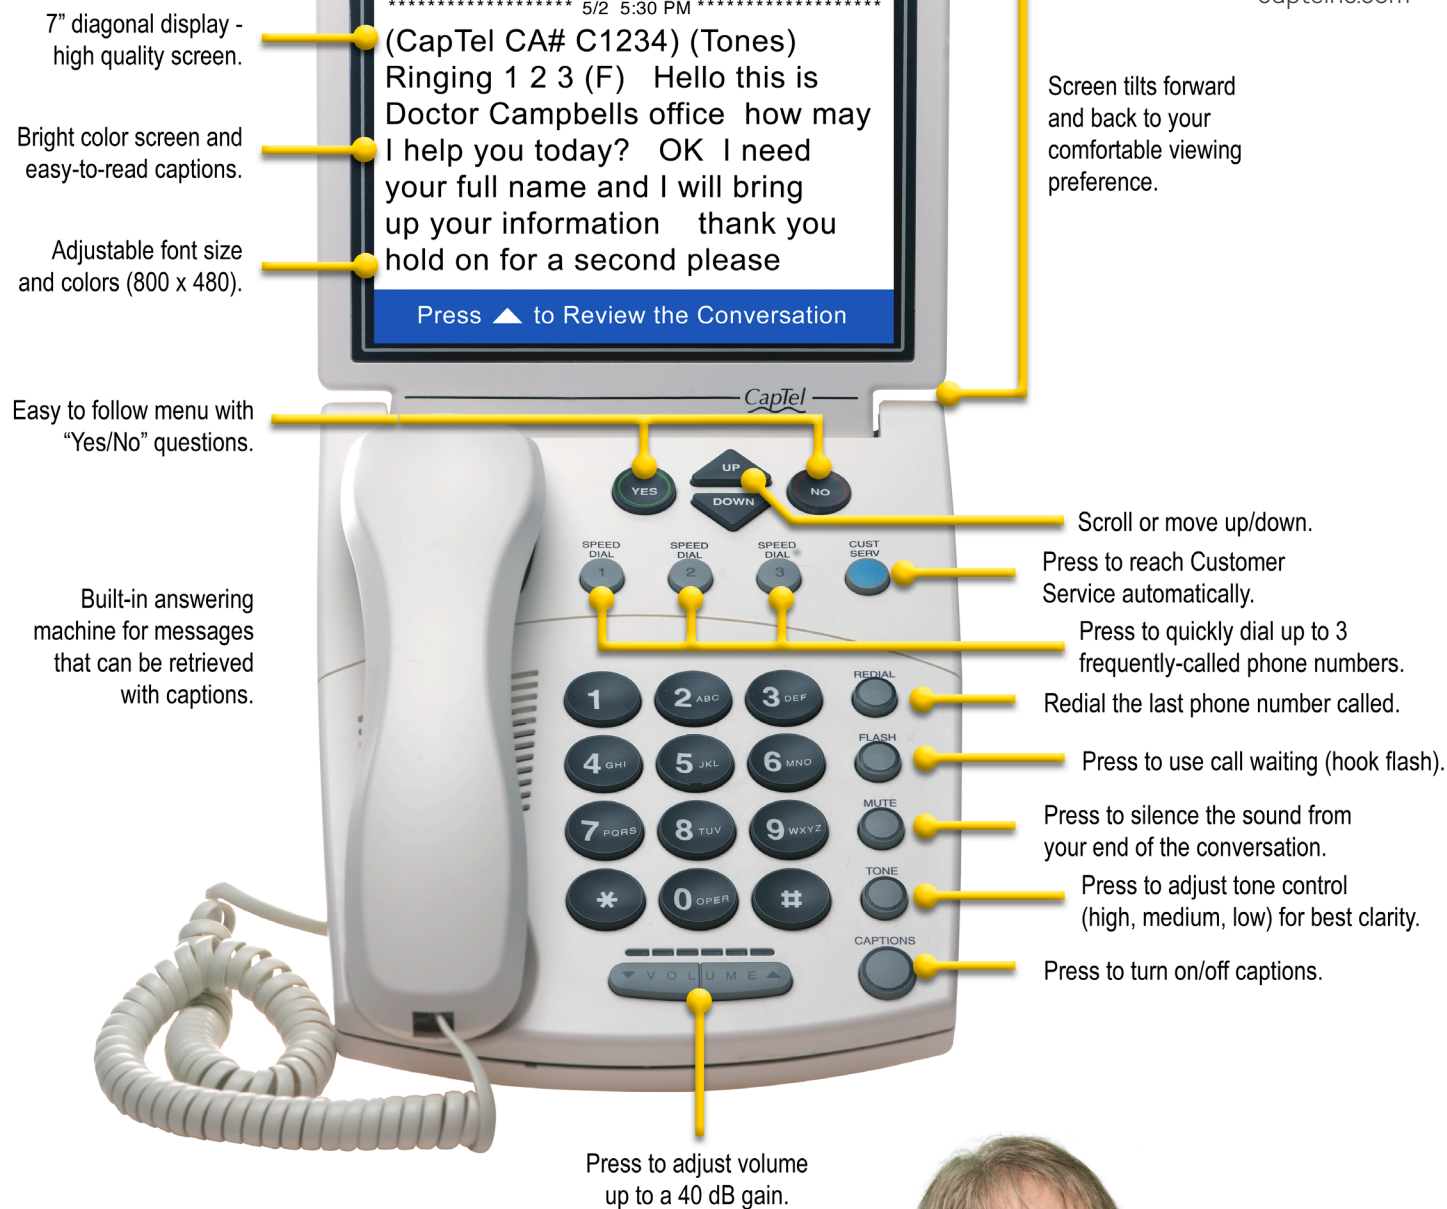 captelinc.com
7” diagonal display -
high quality screen.
******************* 5/2 5:30 PM *******************
(CapTel CA# C1234) (Tones)
Ringing 1 2 3 (F) Hello this is
Doctor Campbells office how may
I help you today? OK I need
your full name and I will bring
up your information thank you
hold on for a second please
Press ▲ to Review the Conversation
Bright color screen and
easy-to-read captions.
Adjustable font size
and colors (800 x 480).
Screen tilts forward
and back to your
comfortable viewing
preference.
CapTel
Easy to follow menu with
“Yes/No” questions.
YES
UP
DOWN
NO
Scroll or move up/down.
SPEED DIAL 1
SPEED DIAL 2
SPEED DIAL 3
CUST SERV
Press to reach Customer
Service automatically.
Built-in answering
machine for messages
that can be retrieved
with captions.
Press to quickly dial up to 3
frequently-called phone numbers.
1 2 ABC 3 DEF
REDIAL
Redial the last phone number called.
4 GHI 5 JKL 6 MNO
FLASH
Press to use call waiting (hook flash).
7 PQRS 8 TUV 9 WXYZ
MUTE
Press to silence the sound from
your end of the conversation.
* 0 OPER #
TONE
Press to adjust tone control
(high, medium, low) for best clarity.
CAPTIONS
Press to turn on/off captions.
▼ VOLUME ▲
Press to adjust volume
up to a 40 dB gain.